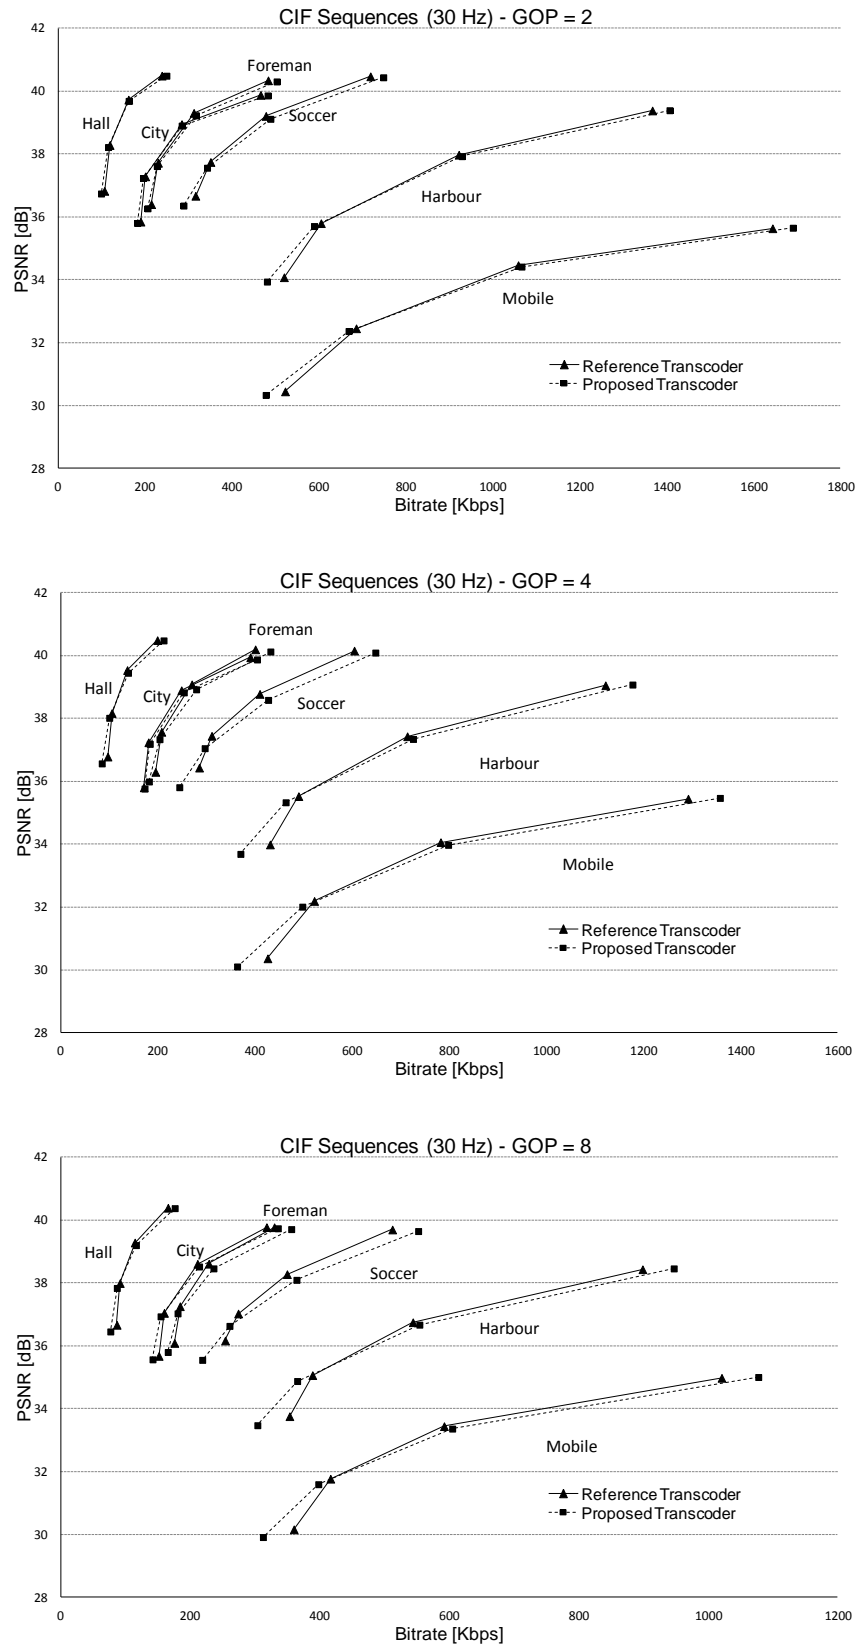 CIF Sequences (30 Hz) - GOP = 2
42
40
38
36
34
32
30
28
PSNR [dB]
Foreman
Hall
City
Soccer
Harbour
Mobile
Reference Transcoder
Proposed Transcoder
0 200 400 600 800 1000 1200 1400 1600 1800
Bitrate [Kbps]
CIF Sequences (30 Hz) - GOP = 4
42
40
38
36
34
32
30
28
PSNR [dB]
Foreman
Hall
City
Soccer
Harbour
Mobile
Reference Transcoder
Proposed Transcoder
0 200 400 600 800 1000 1200 1400 1600
Bitrate [Kbps]
CIF Sequences (30 Hz) - GOP = 8
42
40
38
36
34
32
30
28
PSNR [dB]
Foreman
Hall
City
Soccer
Harbour
Mobile
Reference Transcoder
Proposed Transcoder
0 200 400 600 800 1000 1200
Bitrate [Kbps]